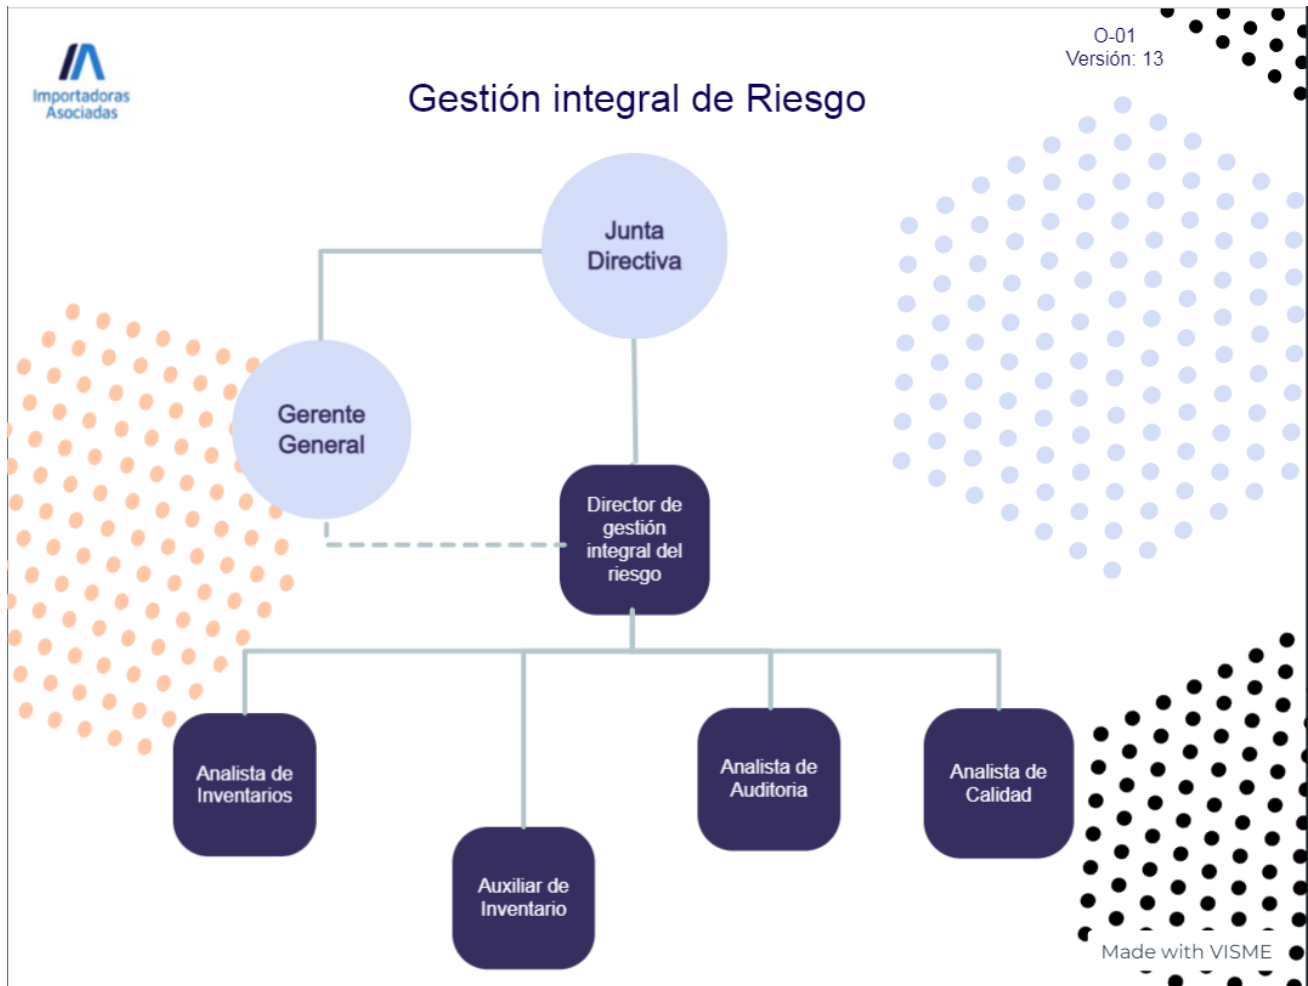 O-01
Versión: 13
Importadoras
Asociadas
Gestión integral de Riesgo
Junta
Directiva
Gerente
General
Director de
gestión
integral del
riesgo
Analista de
Inventarios
Auxiliar de
Inventario
Analista de
Auditoria
Analista de
Calidad
Made with VISME